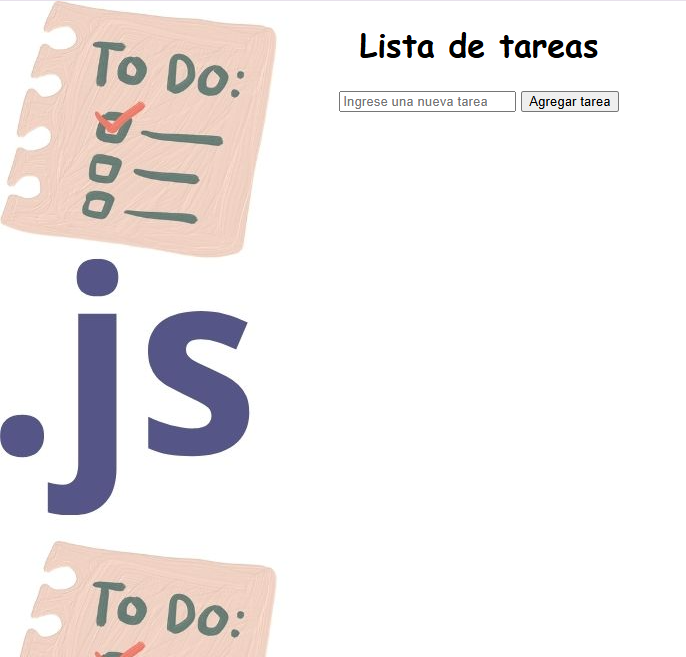 To Do:
Lista de tareas
Ingrese una nueva tarea
Agregar tarea
.js
To Do: